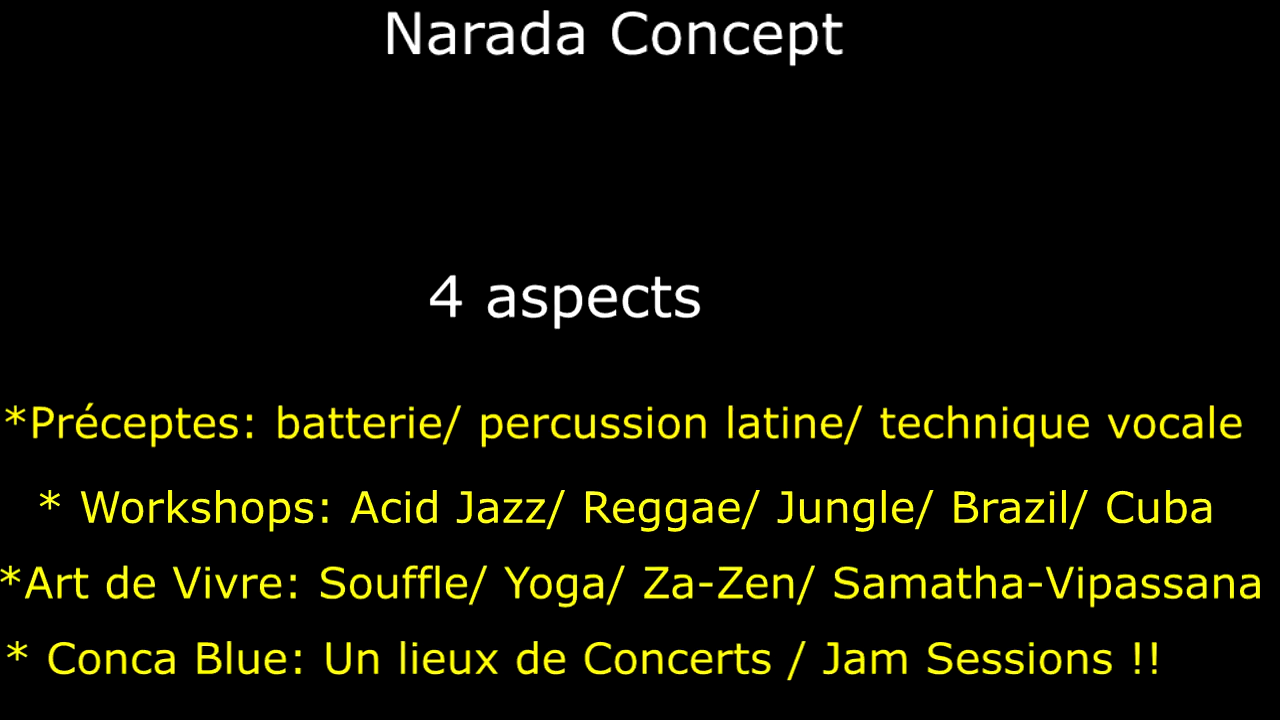 Narada Concept
4 aspects
*Préceptes: batterie/ percussion latine/ technique vocale
* Workshops: Acid Jazz/ Reggae/ Jungle/ Brazil/ Cuba
*Art de Vivre: Souffle/ Yoga/ Za-Zen/ Samatha-Vipassana
* Conca Blue: Un lieux de Concerts / Jam Sessions !!